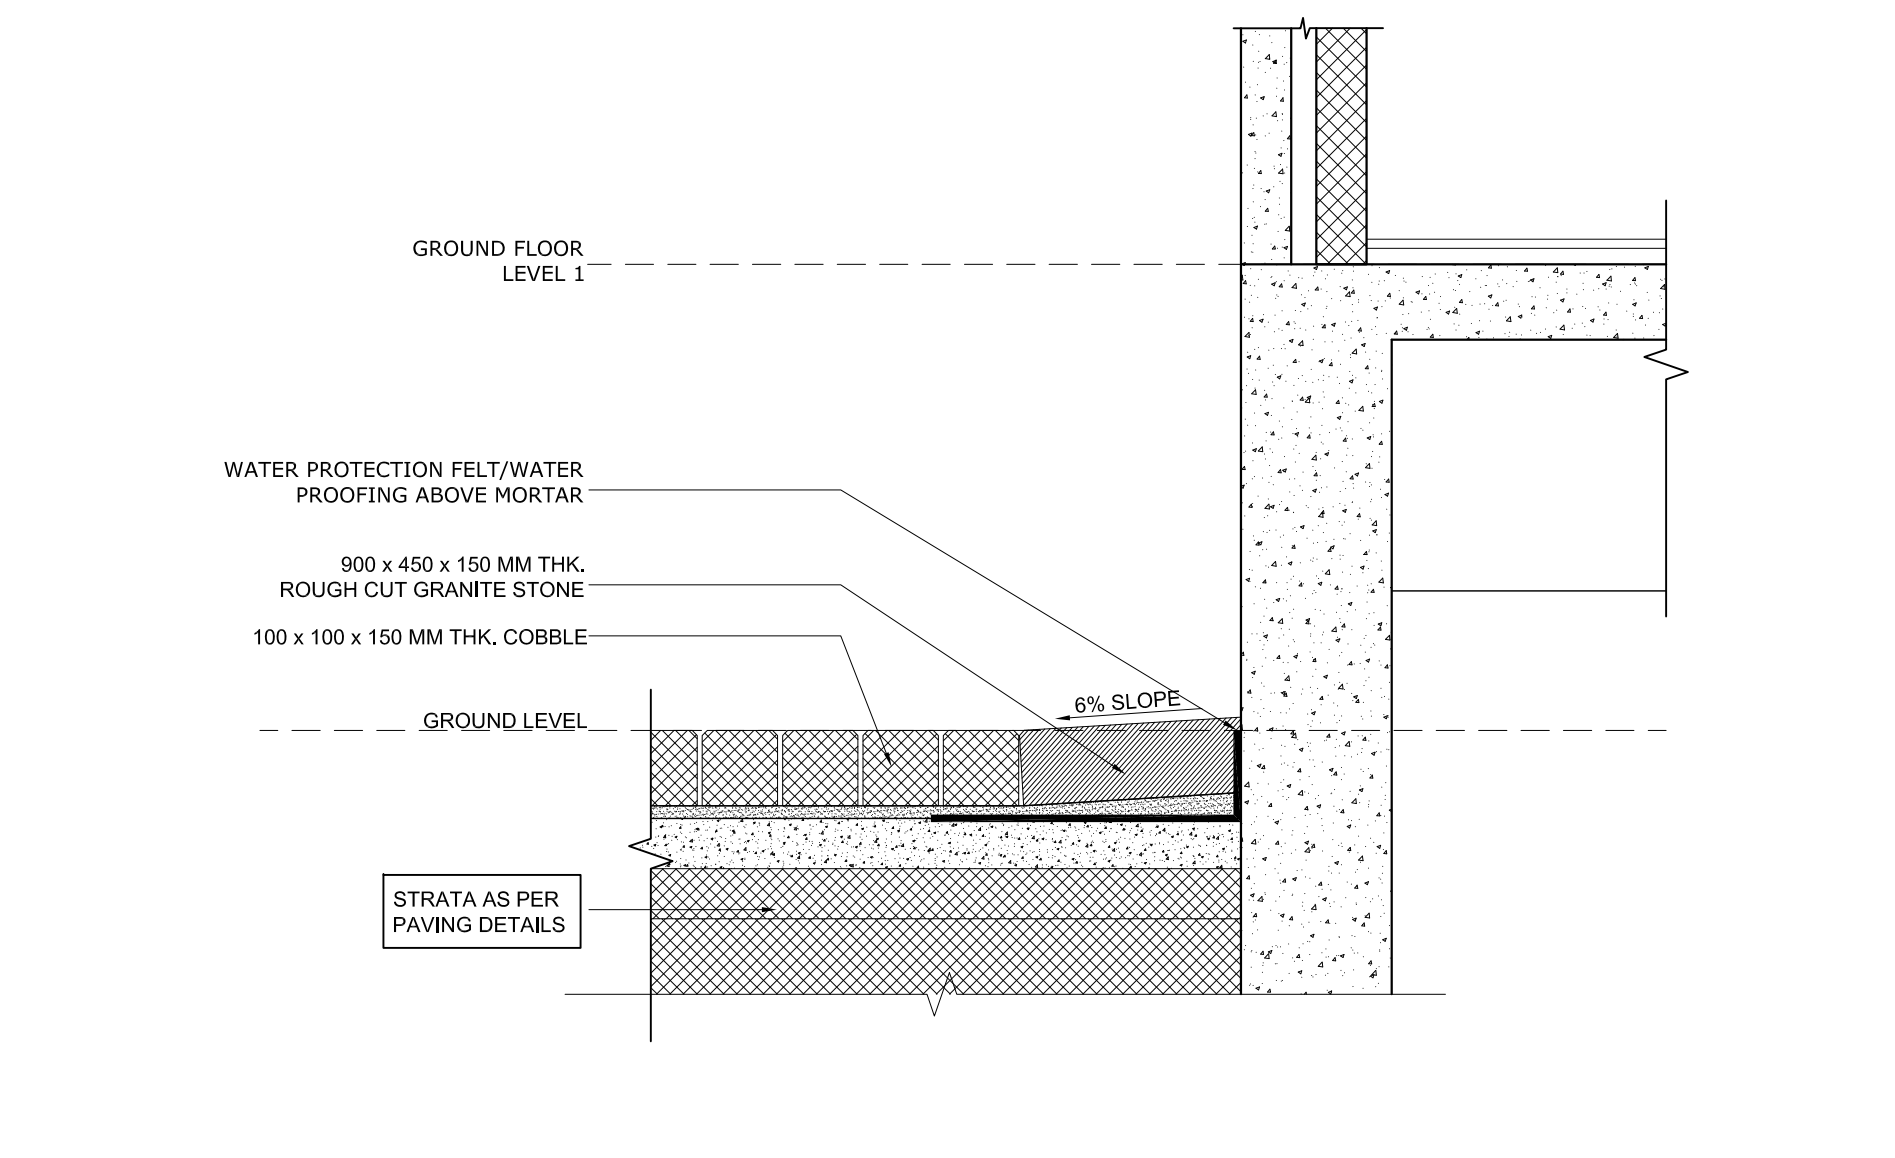 GROUND FLOOR
LEVEL 1
WATER PROTECTION FELT/WATER
PROOFING ABOVE MORTAR
900 x 450 x 150 MM THK.
ROUGH CUT GRANITE STONE
100 x 100 x 150 MM THK. COBBLE
6% SLOPE
GROUND LEVEL
STRATA AS PER
PAVING DETAILS